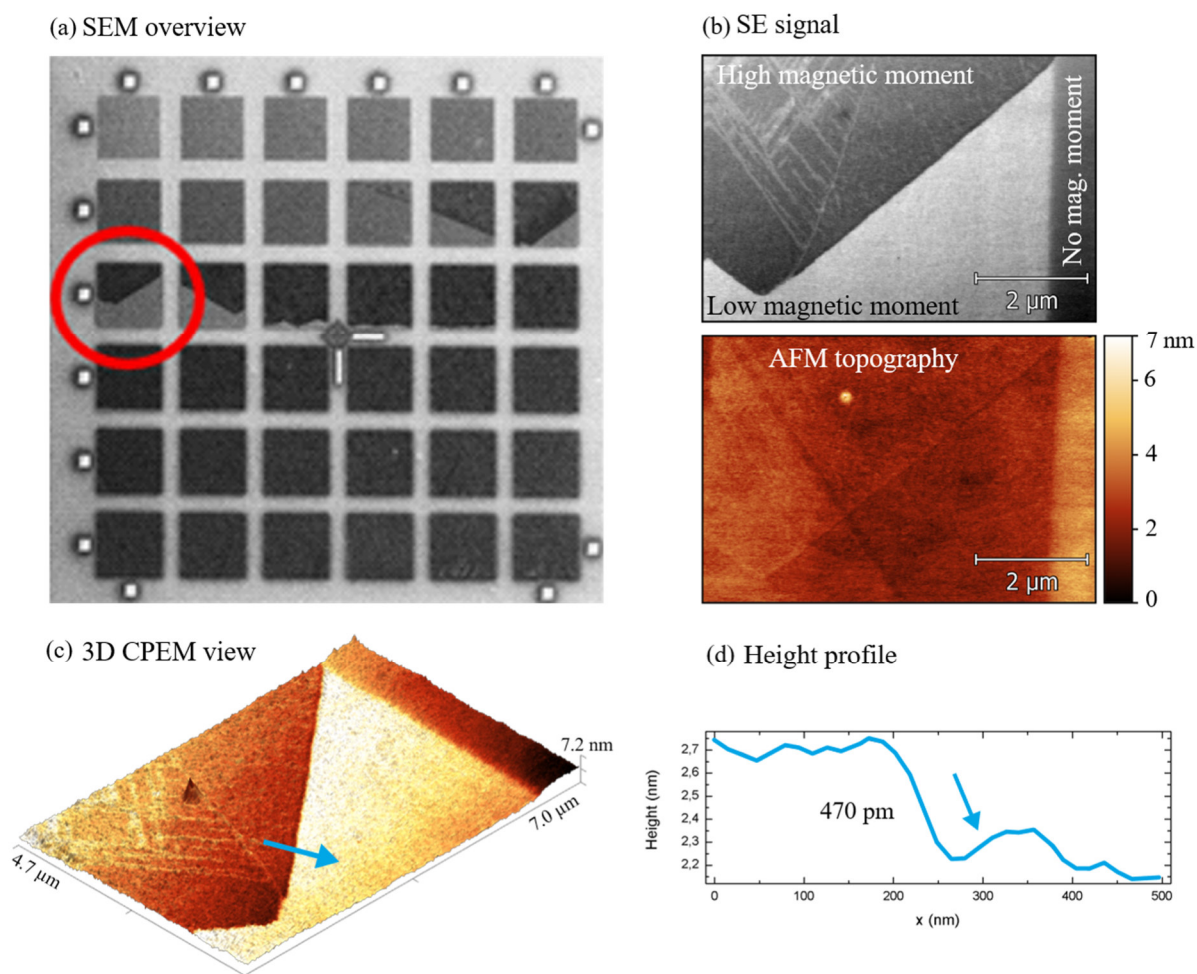 (a) SEM overview
(b) SE signal
High magnetic moment
No mag. moment
2 µm
Low magnetic moment
AFM topography
7 nm
6
4
2
0
2 µm
(c) 3D CPEM view
7.2 nm
7.0 µm
4.7 µm
(d) Height profile
2,7
2,6
2,5
2,4
2,3
2,2
Height (nm)
470 pm
0 100 200 300 400 500
x (nm)